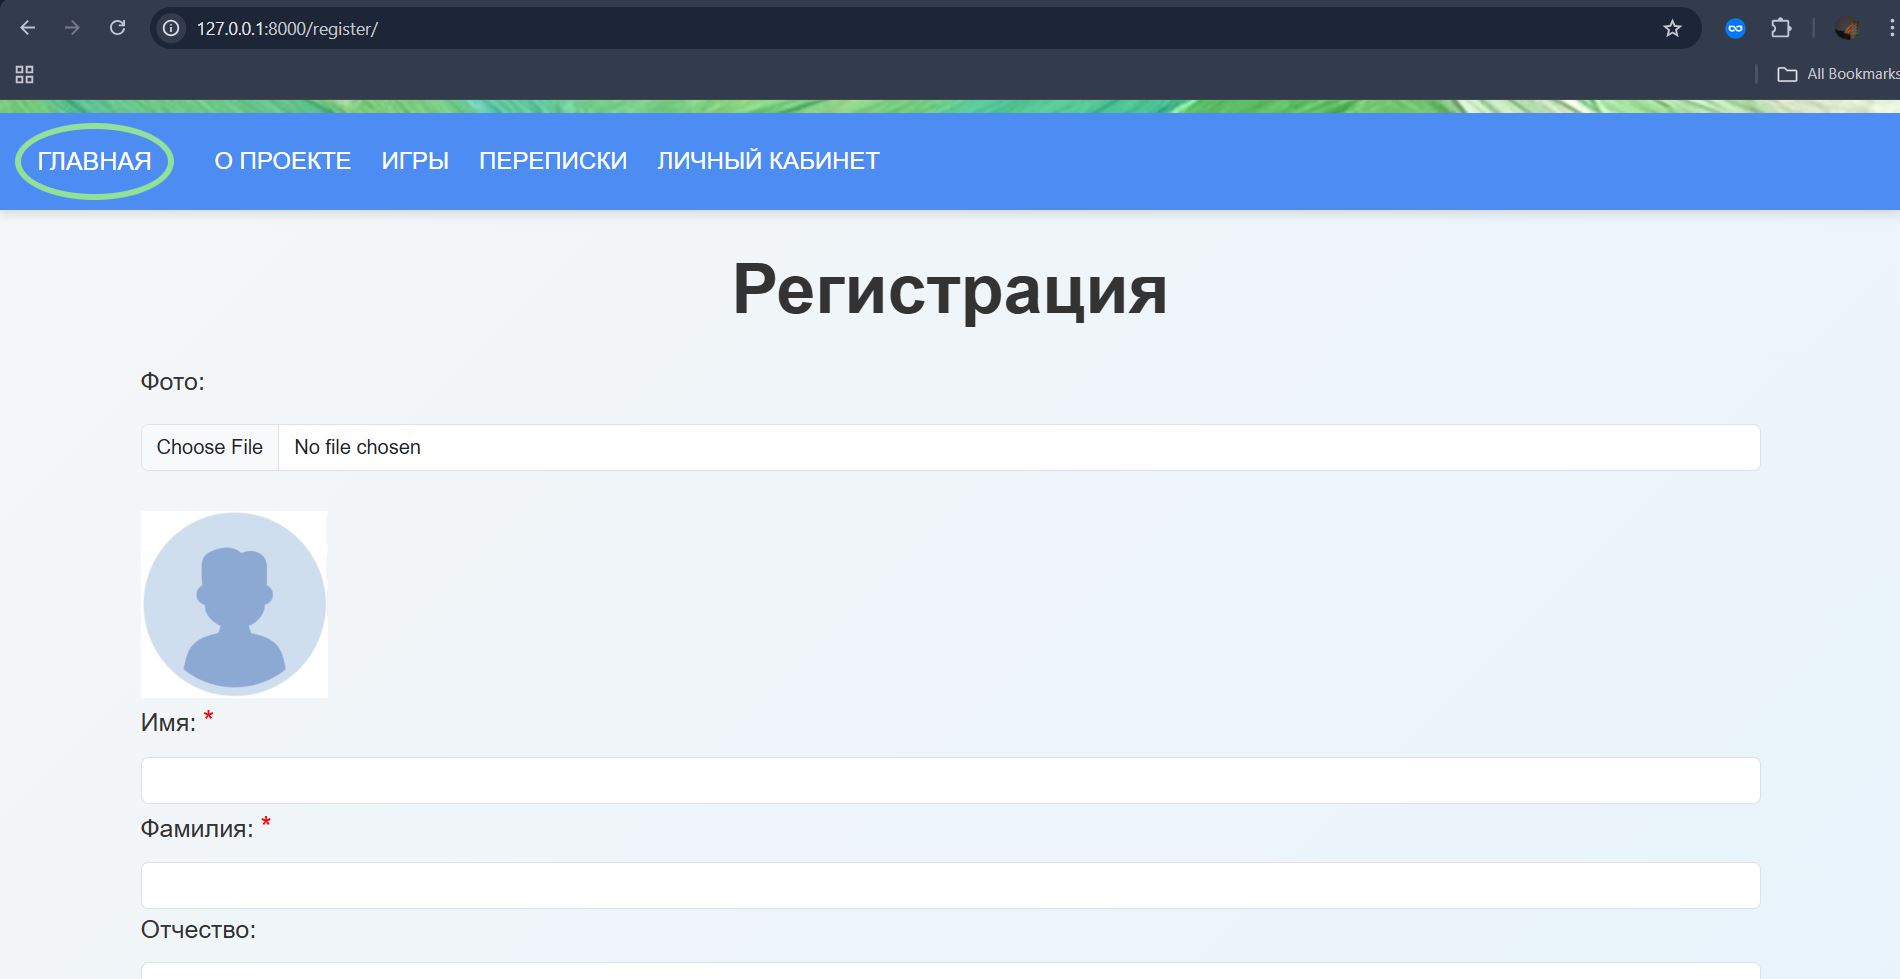 127.0.0.1:8000/register/
All Bookmarks
ГЛАВНАЯ О ПРОЕКТЕ ИГРЫ ПЕРЕПИСКИ ЛИЧНЫЙ КАБИНЕТ
Регистрация
Фото:
Choose File No file chosen
Имя: *
Фамилия: *
Отчество: